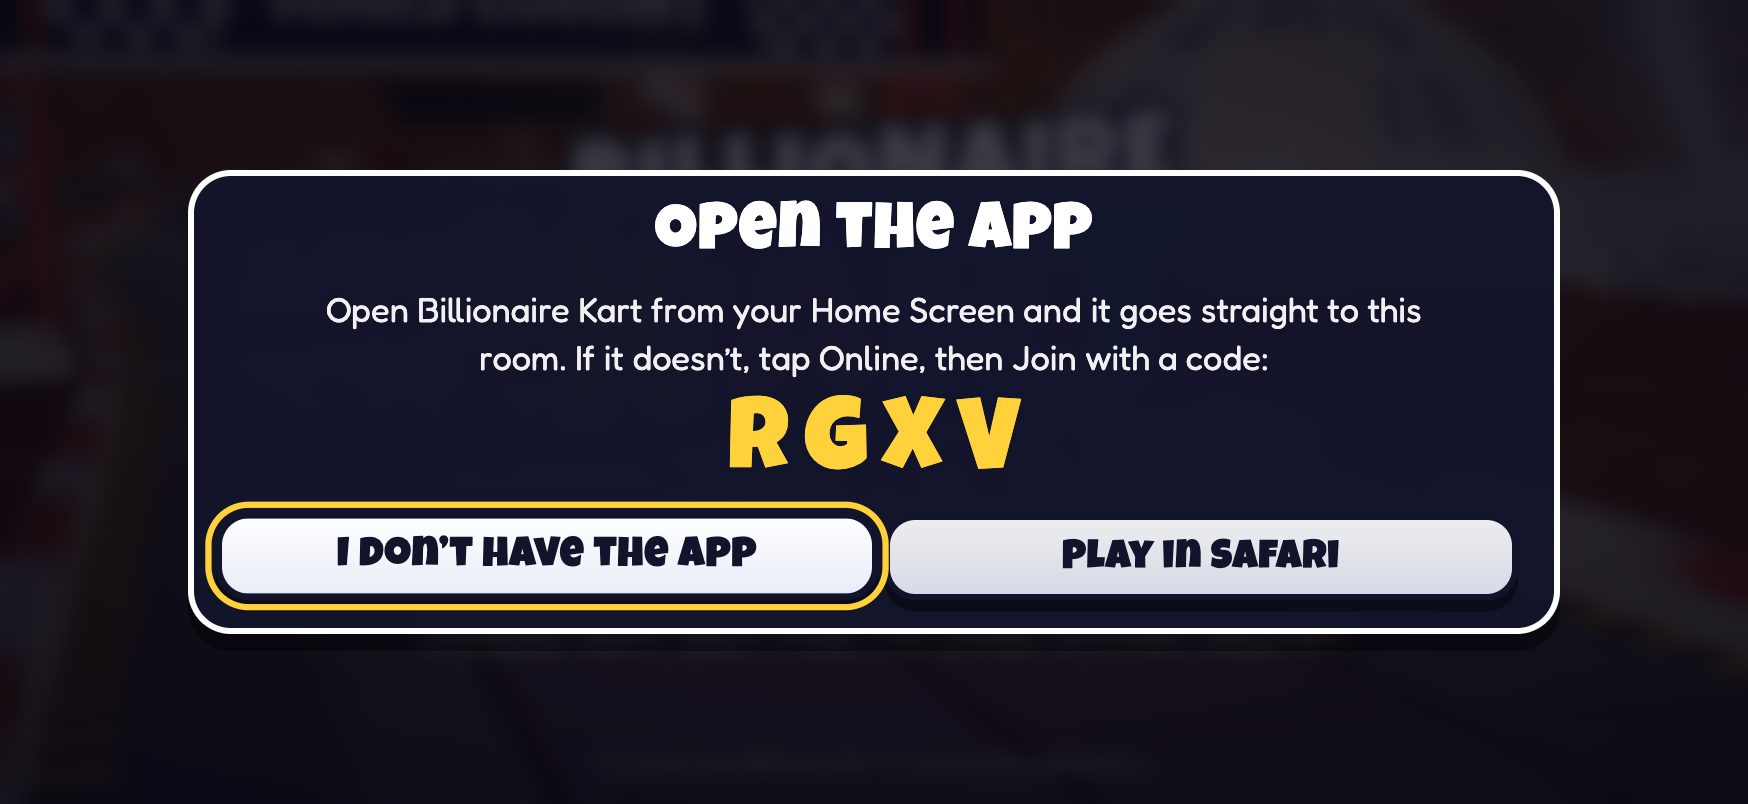 BILLIONAIRE
OPEN THE APP
Open Billionaire Kart from your Home Screen and it goes straight to this
room. If it doesn't, tap Online, then Join with a code:
RGXV
I DON'T HAVE THE APP
PLAY IN SAFARI